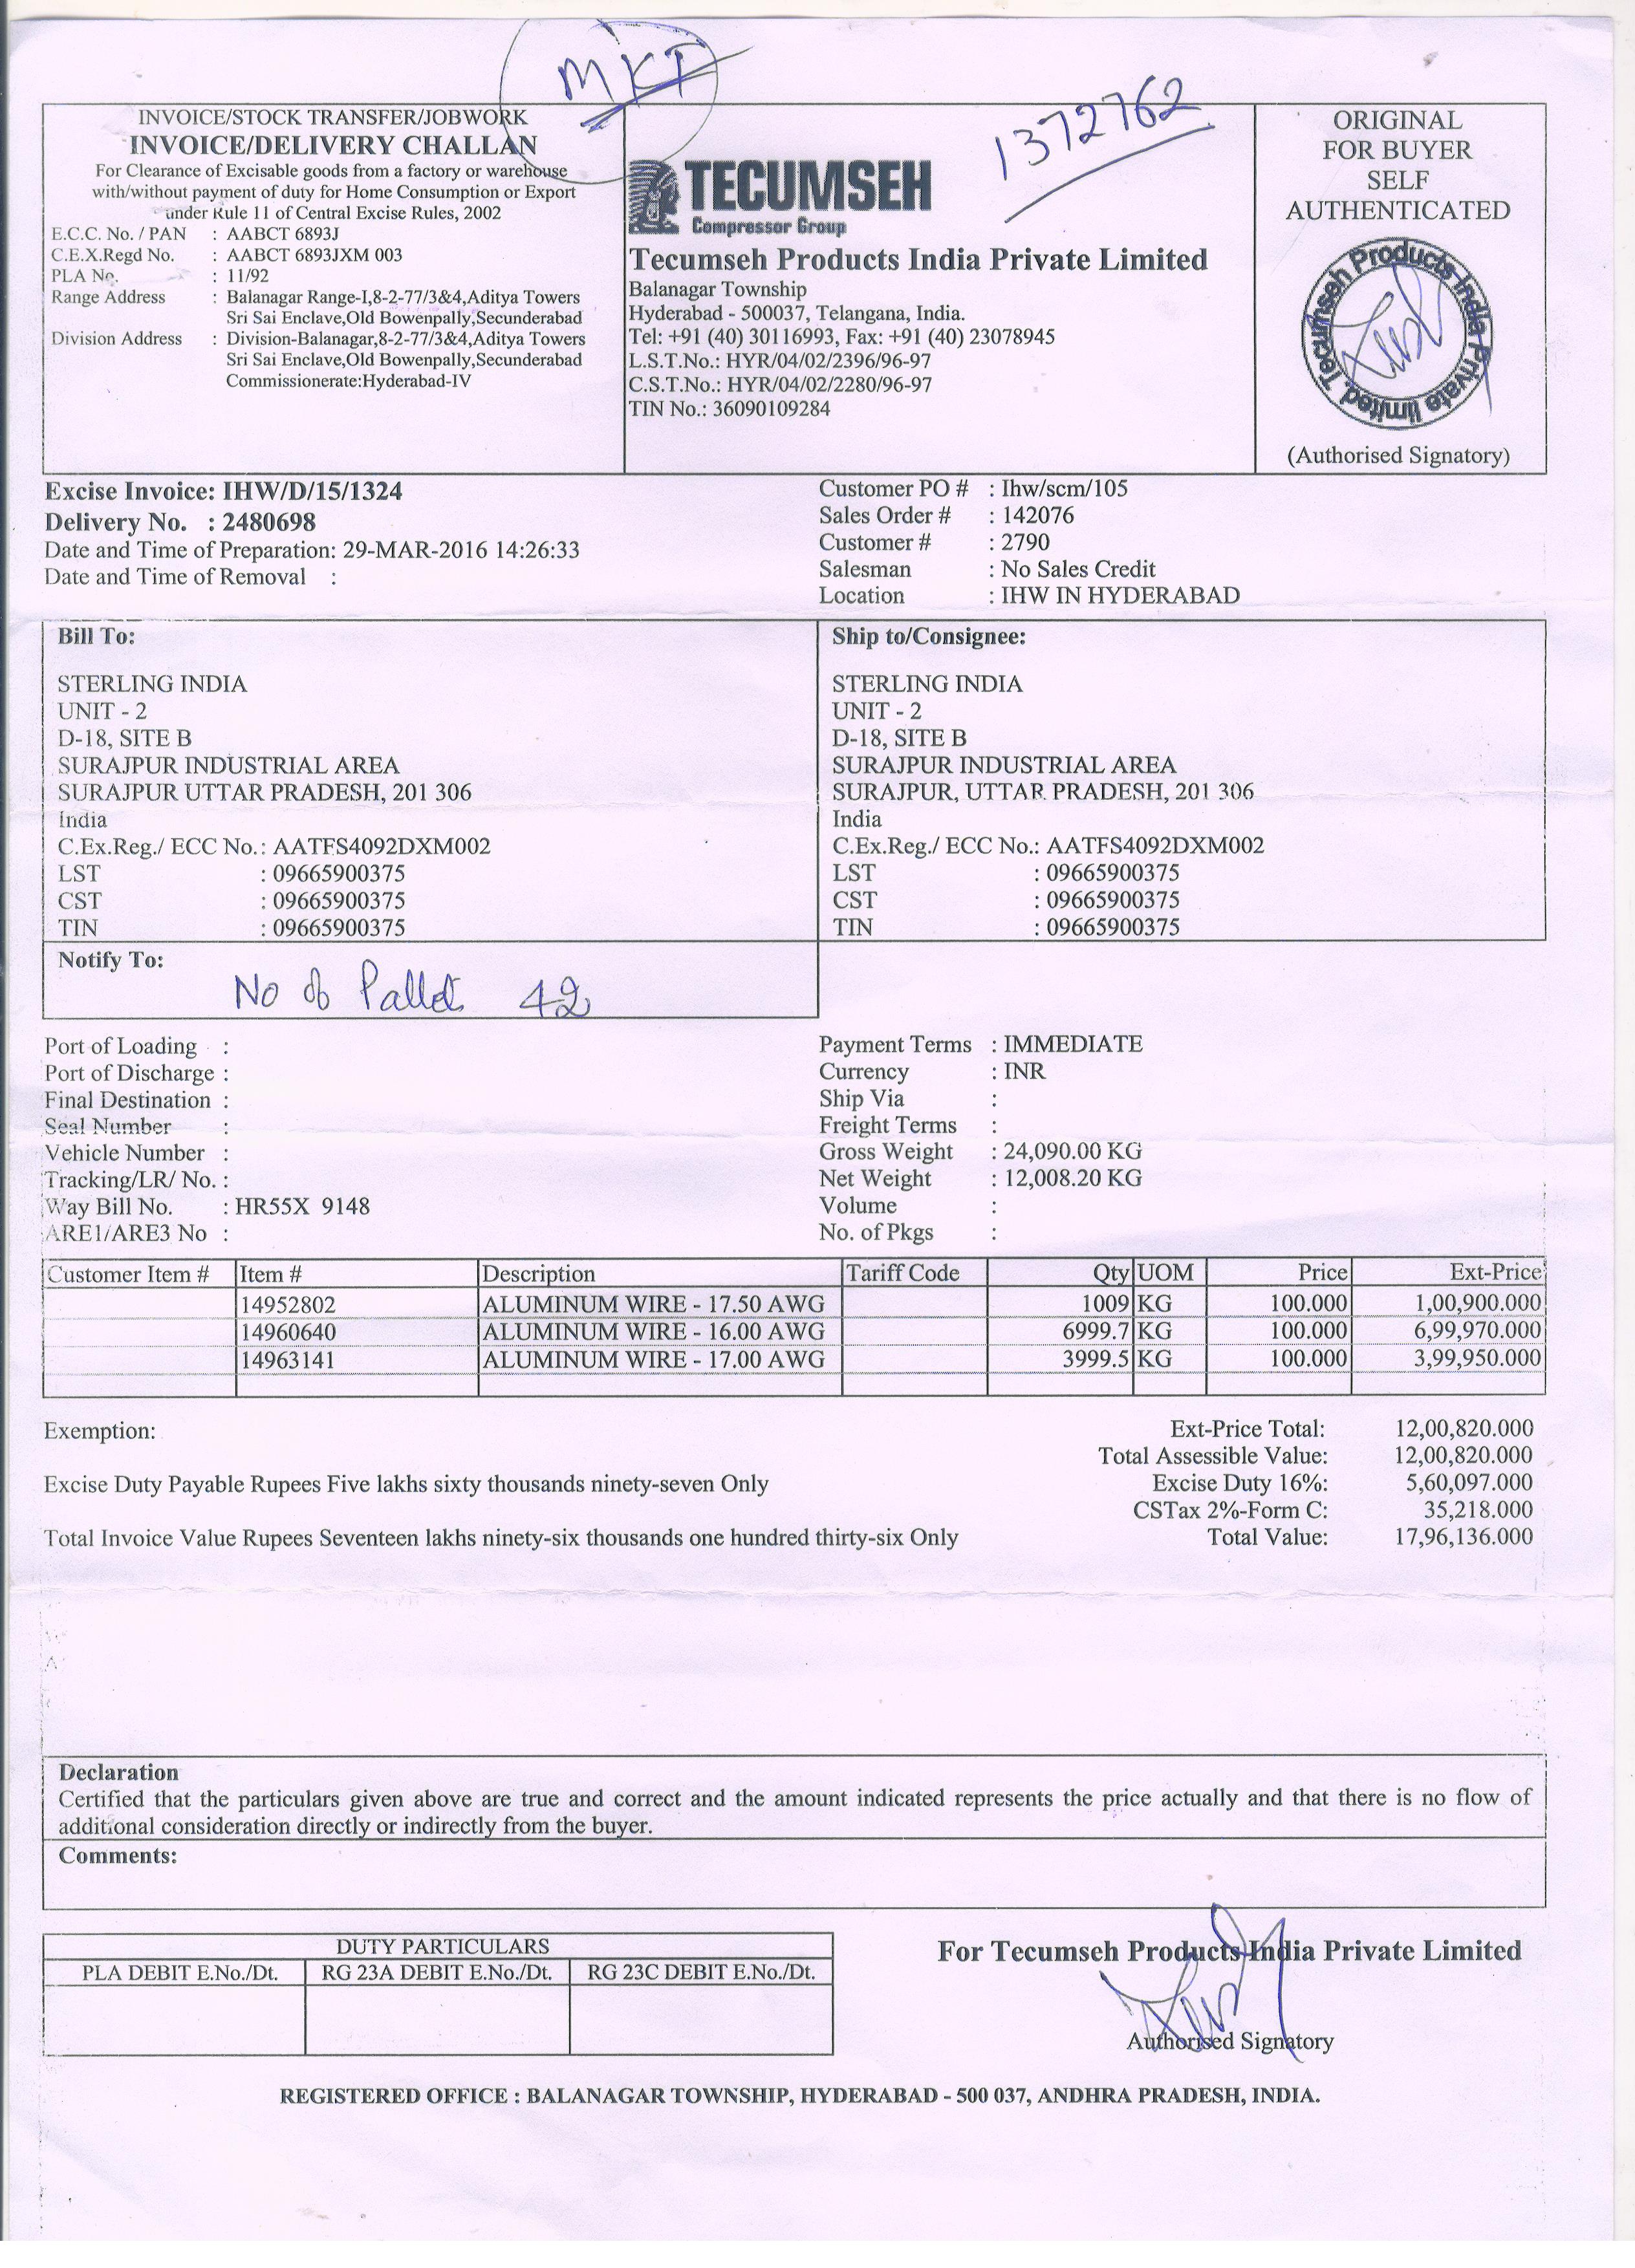 MKT
1372762
INVOICE/STOCK TRANSFER/JOBWORK
INVOICE/DELIVERY CHALLAN
For Clearance of Excisable goods from a factory or warehouse
with/without payment of duty for Home Consumption or Export
under Rule 11 of Central Excise Rules, 2002
E.C.C. No. / PAN : AABCT 6893J
C.E.X.Regd No. : AABCT 6893JXM 003
PLA No. : 11/92
Range Address : Balanagar Range-I,8-2-77/3&4,Aditya Towers
Sri Sai Enclave,Old Bowenpally,Secunderabad
Division Address : Division-Balanagar,8-2-77/3&4,Aditya Towers
Sri Sai Enclave,Old Bowenpally,Secunderabad
Commissionerate:Hyderabad-IV
TECUMSEH
Compressor Group
Tecumseh Products India Private Limited
Balanagar Township
Hyderabad - 500037, Telangana, India.
Tel: +91 (40) 30116993, Fax: +91 (40) 23078945
L.S.T.No.: HYR/04/02/2396/96-97
C.S.T.No.: HYR/04/02/2280/96-97
TIN No.: 36090109284
ORIGINAL
FOR BUYER
SELF
AUTHENTICATED
Tecumseh Products India Private limited.
(Authorised Signatory)
Excise Invoice: IHW/D/15/1324
Delivery No. : 2480698
Date and Time of Preparation: 29-MAR-2016 14:26:33
Date and Time of Removal :
Customer PO # : Ihw/scm/105
Sales Order # : 142076
Customer # : 2790
Salesman : No Sales Credit
Location : IHW IN HYDERABAD
Bill To:
STERLING INDIA
UNIT - 2
D-18, SITE B
SURAJPUR INDUSTRIAL AREA
SURAJPUR UTTAR PRADESH, 201 306
India
C.Ex.Reg./ ECC No.: AATFS4092DXM002
LST : 09665900375
CST : 09665900375
TIN : 09665900375
Ship to/Consignee:
STERLING INDIA
UNIT - 2
D-18, SITE B
SURAJPUR INDUSTRIAL AREA
SURAJPUR, UTTAR PRADESH, 201 306
India
C.Ex.Reg./ ECC No.: AATFS4092DXM002
LST : 09665900375
CST : 09665900375
TIN : 09665900375
Notify To:
No of Pallet 42
Port of Loading :
Port of Discharge :
Final Destination :
Seal Number :
Vehicle Number :
Tracking/LR/ No. :
Way Bill No. : HR55X 9148
ARE1/ARE3 No :
Payment Terms : IMMEDIATE
Currency : INR
Ship Via :
Freight Terms :
Gross Weight : 24,090.00 KG
Net Weight : 12,008.20 KG
Volume :
No. of Pkgs :
Customer Item # Item # Description Tariff Code Qty UOM Price Ext-Price
14952802 ALUMINUM WIRE - 17.50 AWG 1009 KG 100.000 1,00,900.000
14960640 ALUMINUM WIRE - 16.00 AWG 6999.7 KG 100.000 6,99,970.000
14963141 ALUMINUM WIRE - 17.00 AWG 3999.5 KG 100.000 3,99,950.000
Exemption:
Ext-Price Total: 12,00,820.000
Total Assessible Value: 12,00,820.000
Excise Duty Payable Rupees Five lakhs sixty thousands ninety-seven Only
Excise Duty 16%: 5,60,097.000
CSTax 2%-Form C: 35,218.000
Total Invoice Value Rupees Seventeen lakhs ninety-six thousands one hundred thirty-six Only
Total Value: 17,96,136.000
Declaration
Certified that the particulars given above are true and correct and the amount indicated represents the price actually and that there is no flow of
additional consideration directly or indirectly from the buyer.
Comments:
DUTY PARTICULARS
PLA DEBIT E.No./Dt. RG 23A DEBIT E.No./Dt. RG 23C DEBIT E.No./Dt.
For Tecumseh Products India Private Limited
Authorised Signatory
REGISTERED OFFICE : BALANAGAR TOWNSHIP, HYDERABAD - 500 037, ANDHRA PRADESH, INDIA.